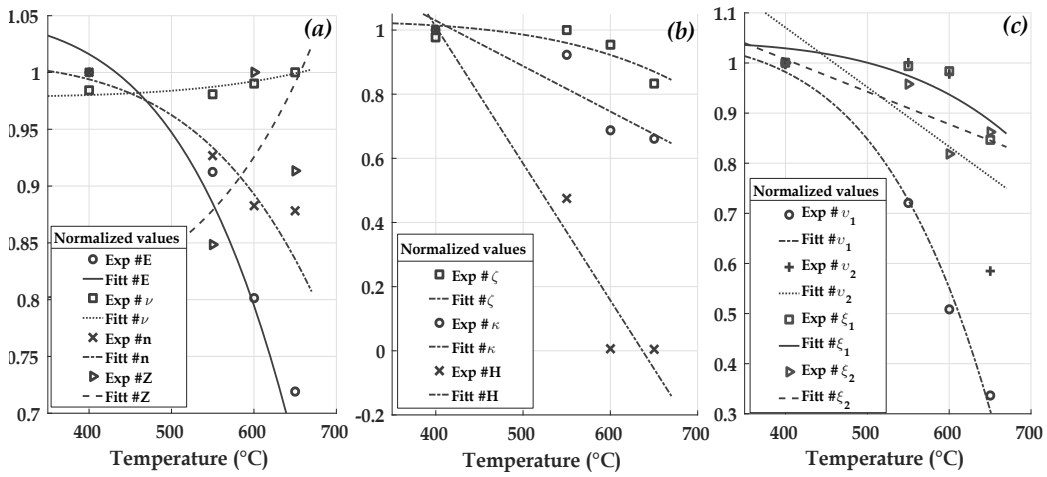 (a)
1.05
1
0.95
0.9
0.85
0.8
0.75
0.7
400
500
600
700
Temperature (°C)
Normalized values
Exp #E
Fitt #E
Exp # ν
Fitt #ν
Exp #n
Fitt #n
Exp #Z
Fitt #Z
(b)
1
0.8
0.6
0.4
0.2
0
-0.2
400
500
600
700
Temperature (°C)
Normalized values
Exp # ζ
Fitt #ζ
Exp # κ
Fitt #κ
Exp #H
Fitt #H
(c)
1.1
1
0.9
0.8
0.7
0.6
0.5
0.4
0.3
400
500
600
700
Temperature (°C)
Normalized values
Exp # υ₁
Fitt #υ₁
Exp # υ₂
Fitt #υ₂
Exp #ξ₁
Fitt #ξ₁
Exp # ξ₂
Fitt #ξ₂